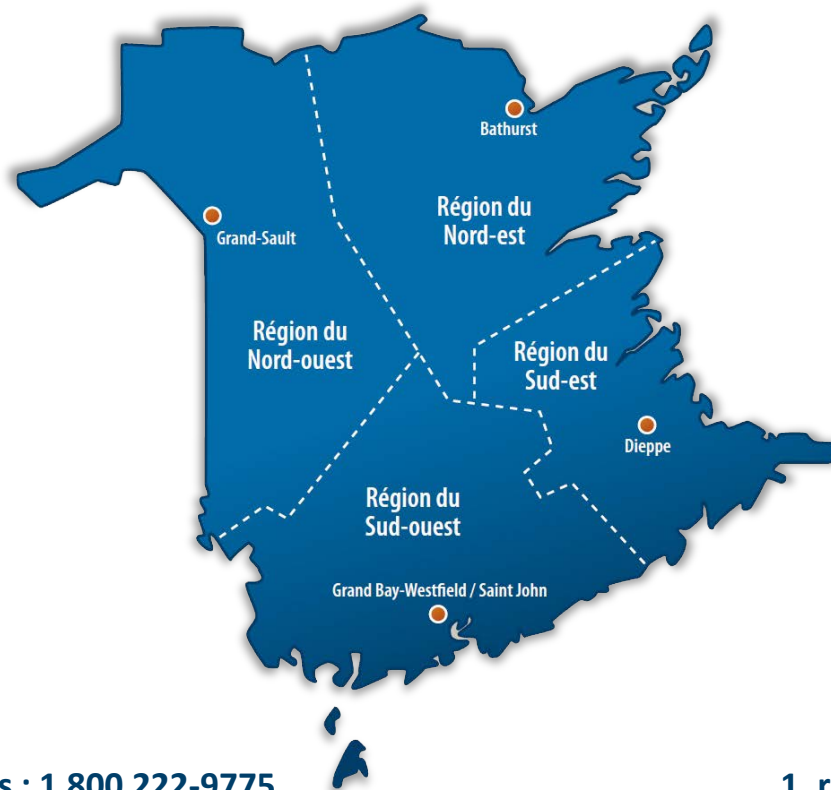 Bathurst
Région du
Nord-est
Grand-Sault
Région du
Nord-ouest
Région du
Sud-est
Dieppe
Région du
Sud-ouest
Grand Bay-Westfield / Saint John
s : 1 800 222-9775
1, r